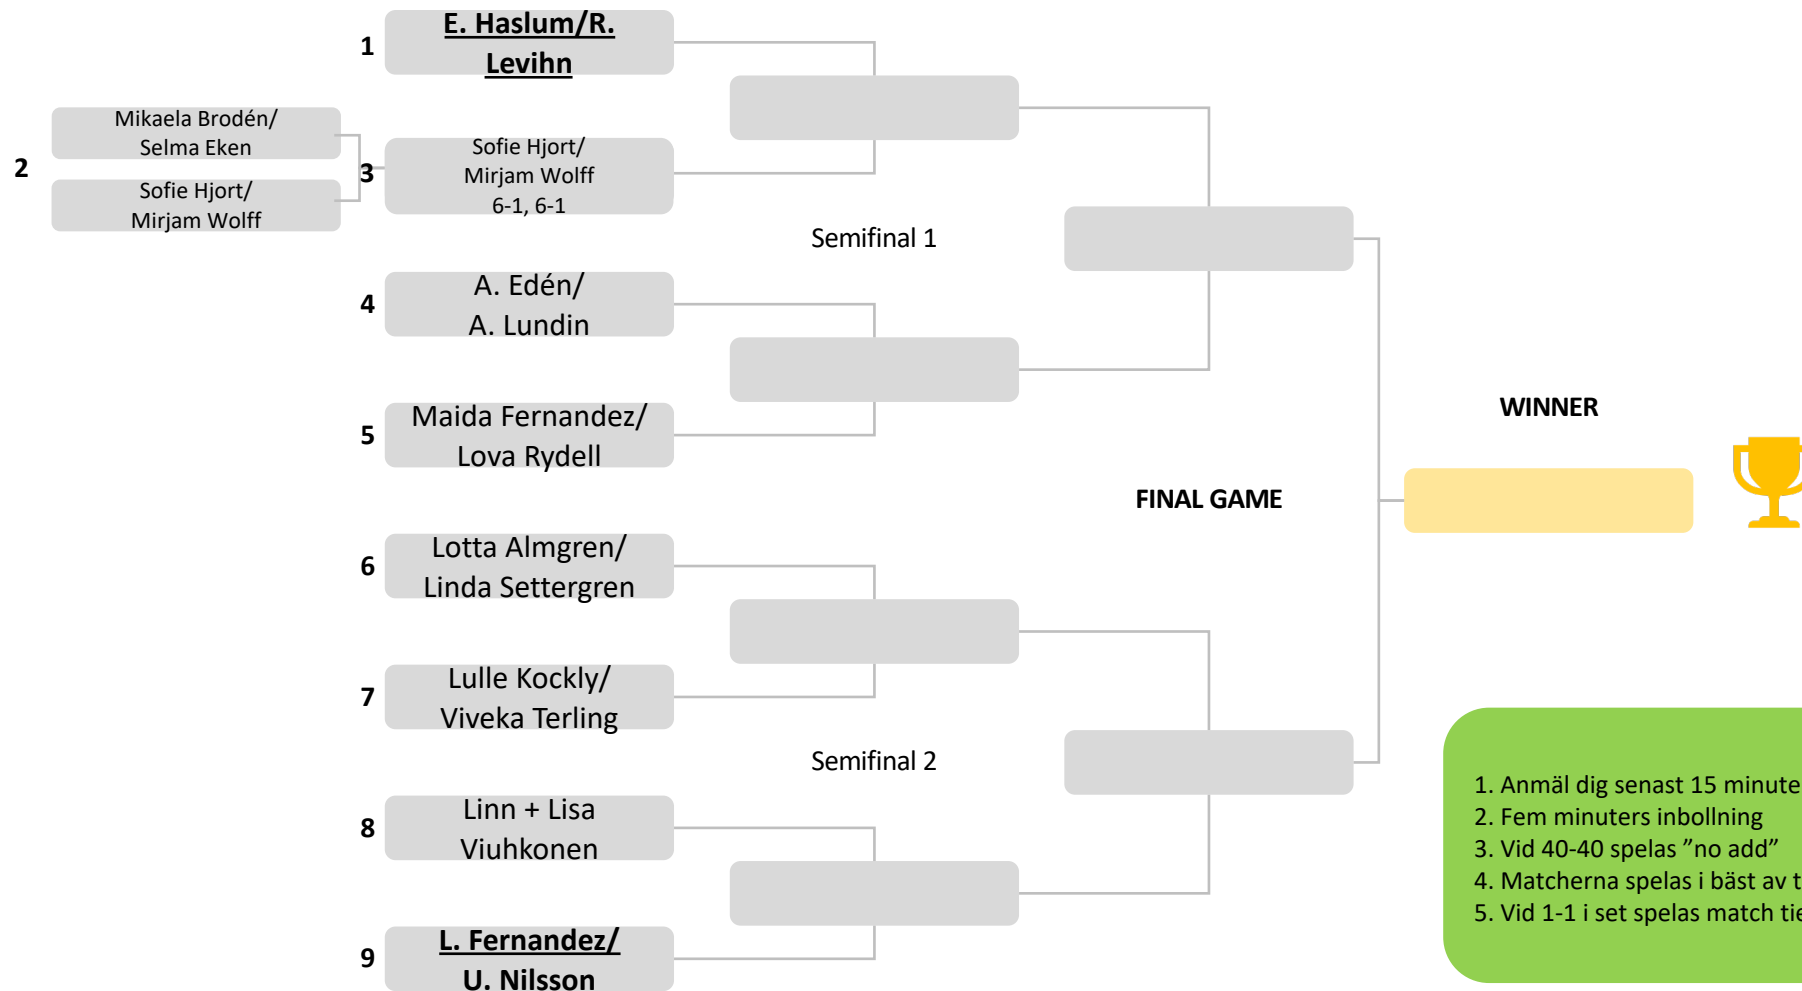 1
E. Haslum/R.
Levihn
Mikaela Brodén/
Selma Eken
2
Sofie Hjort/
Mirjam Wolff
3
Sofie Hjort/
Mirjam Wolff
6-1, 6-1
Semifinal 1
4
A. Edén/
A. Lundin
5
Maida Fernandez/
Lova Rydell
WINNER
FINAL GAME
6
Lotta Almgren/
Linda Settergren
7
Lulle Kockly/
Viveka Terling
Semifinal 2
8
Linn + Lisa
Viuhkonen
9
L. Fernandez/
U. Nilsson
1. Anmäl dig senast 15 minute
2. Fem minuters inbollning
3. Vid 40-40 spelas ”no add”
4. Matcherna spelas i bäst av t
5. Vid 1-1 i set spelas match tie